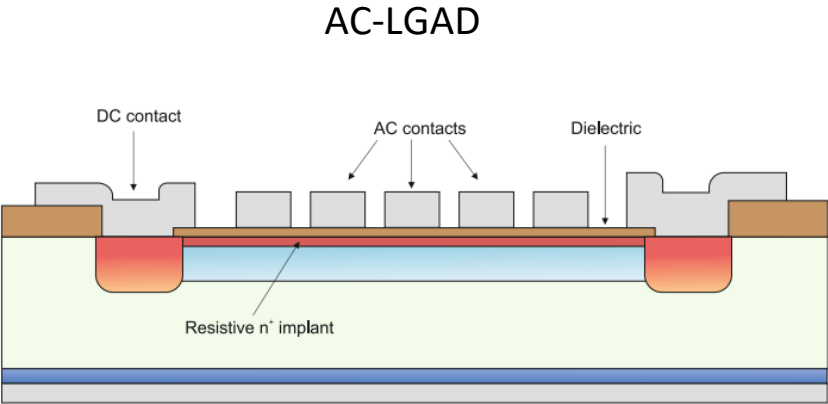 AC-LGAD
DC contact
AC contacts
Dielectric
Resistive n⁺ implant